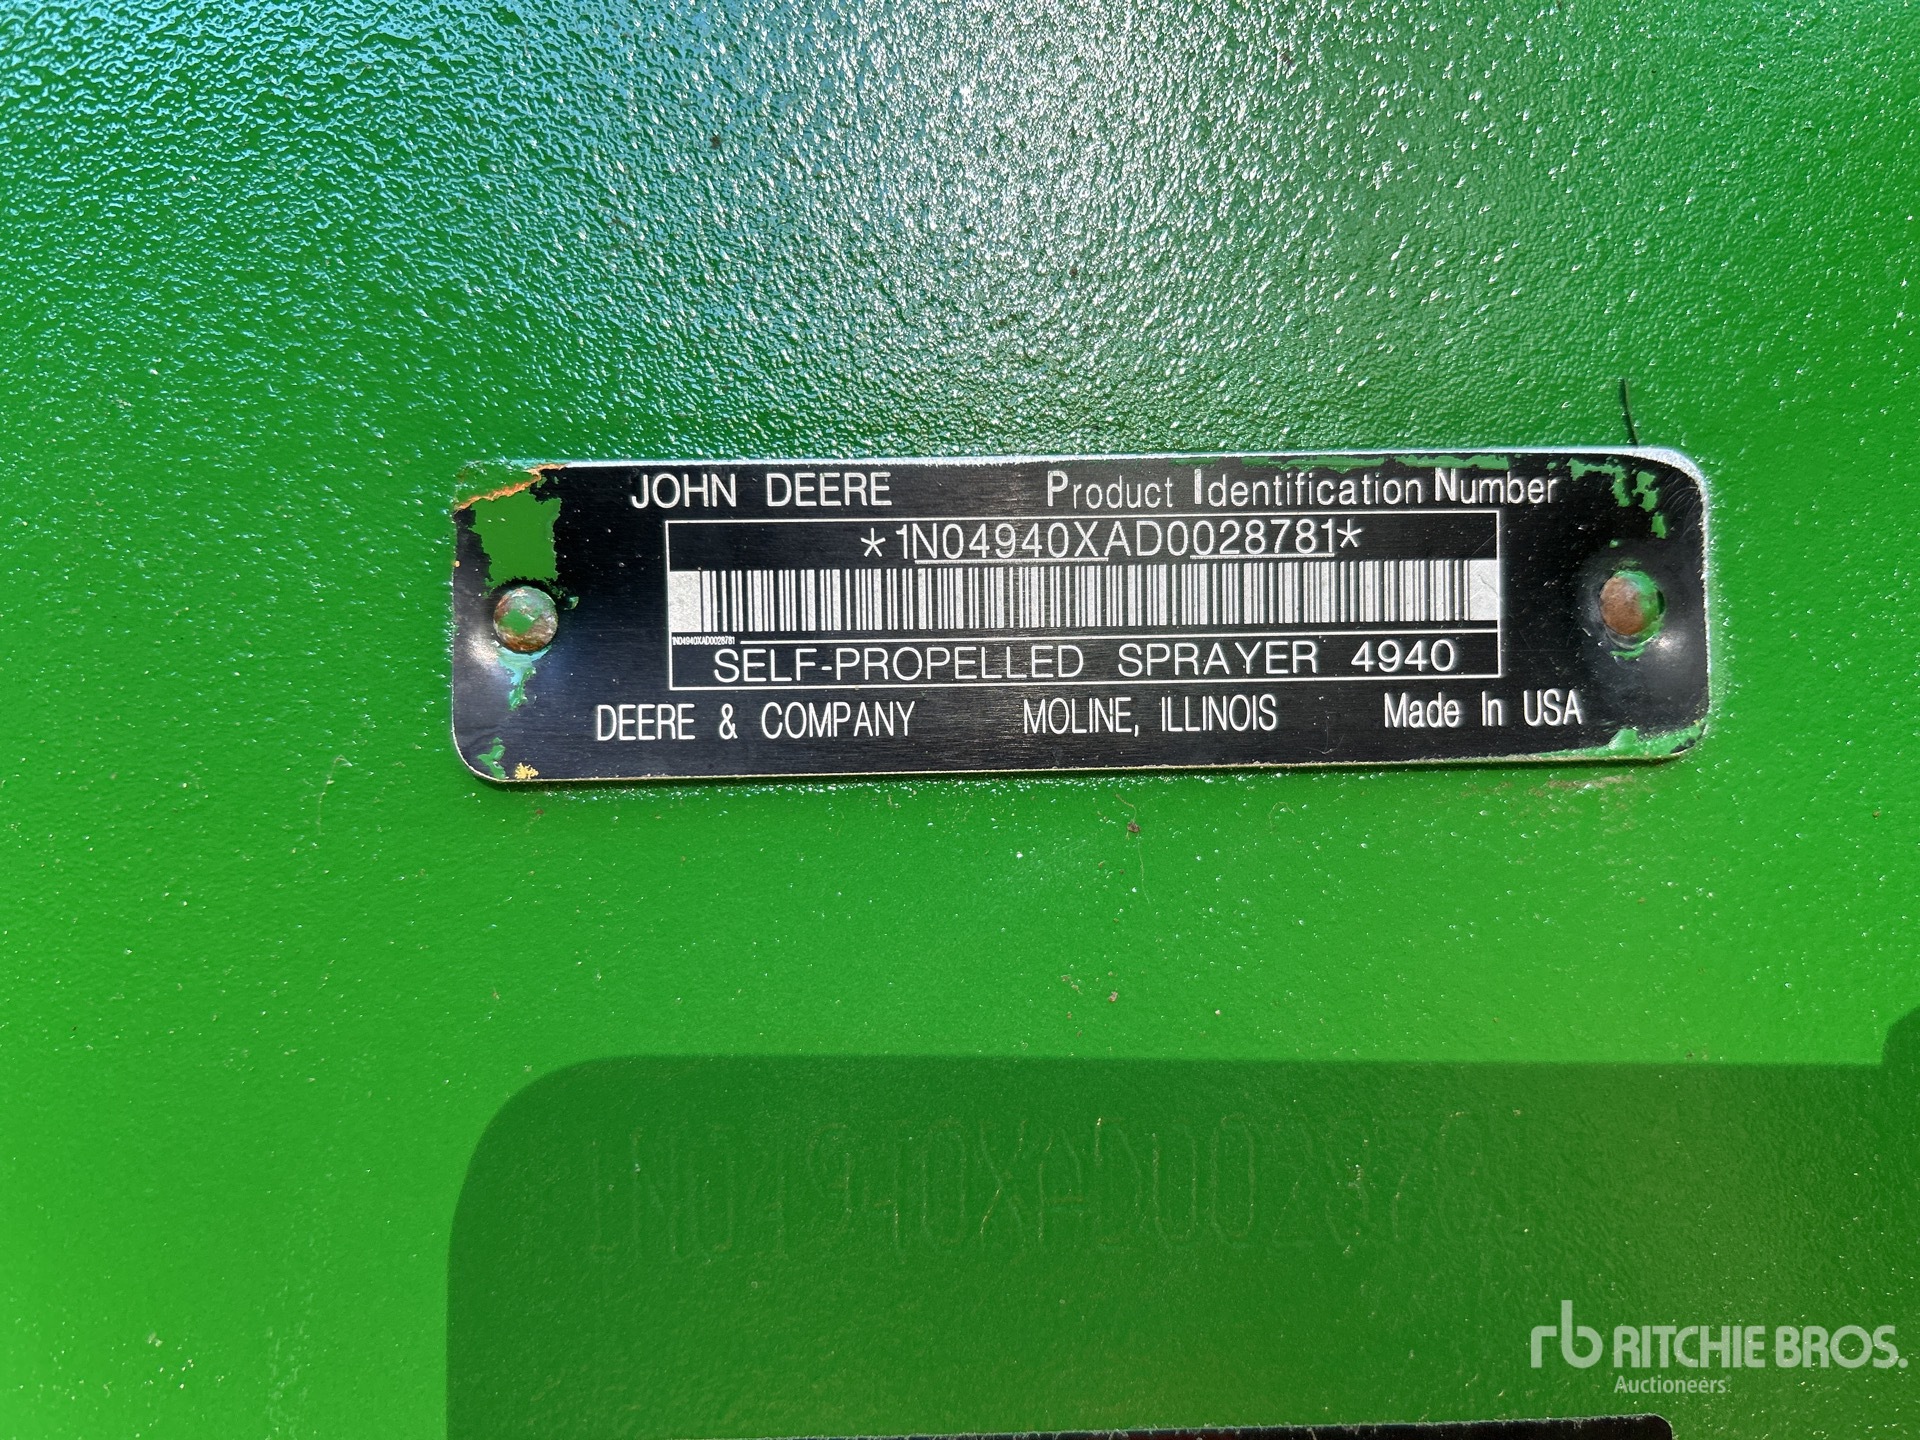 JOHN DEERE Product Identification Number
*1N04940XAD0028781*
1N04940XAD0028781
SELF-PROPELLED SPRAYER 4940
DEERE & COMPANY MOLINE, ILLINOIS Made In USA
rb RITCHIE BROS.
Auctioneers